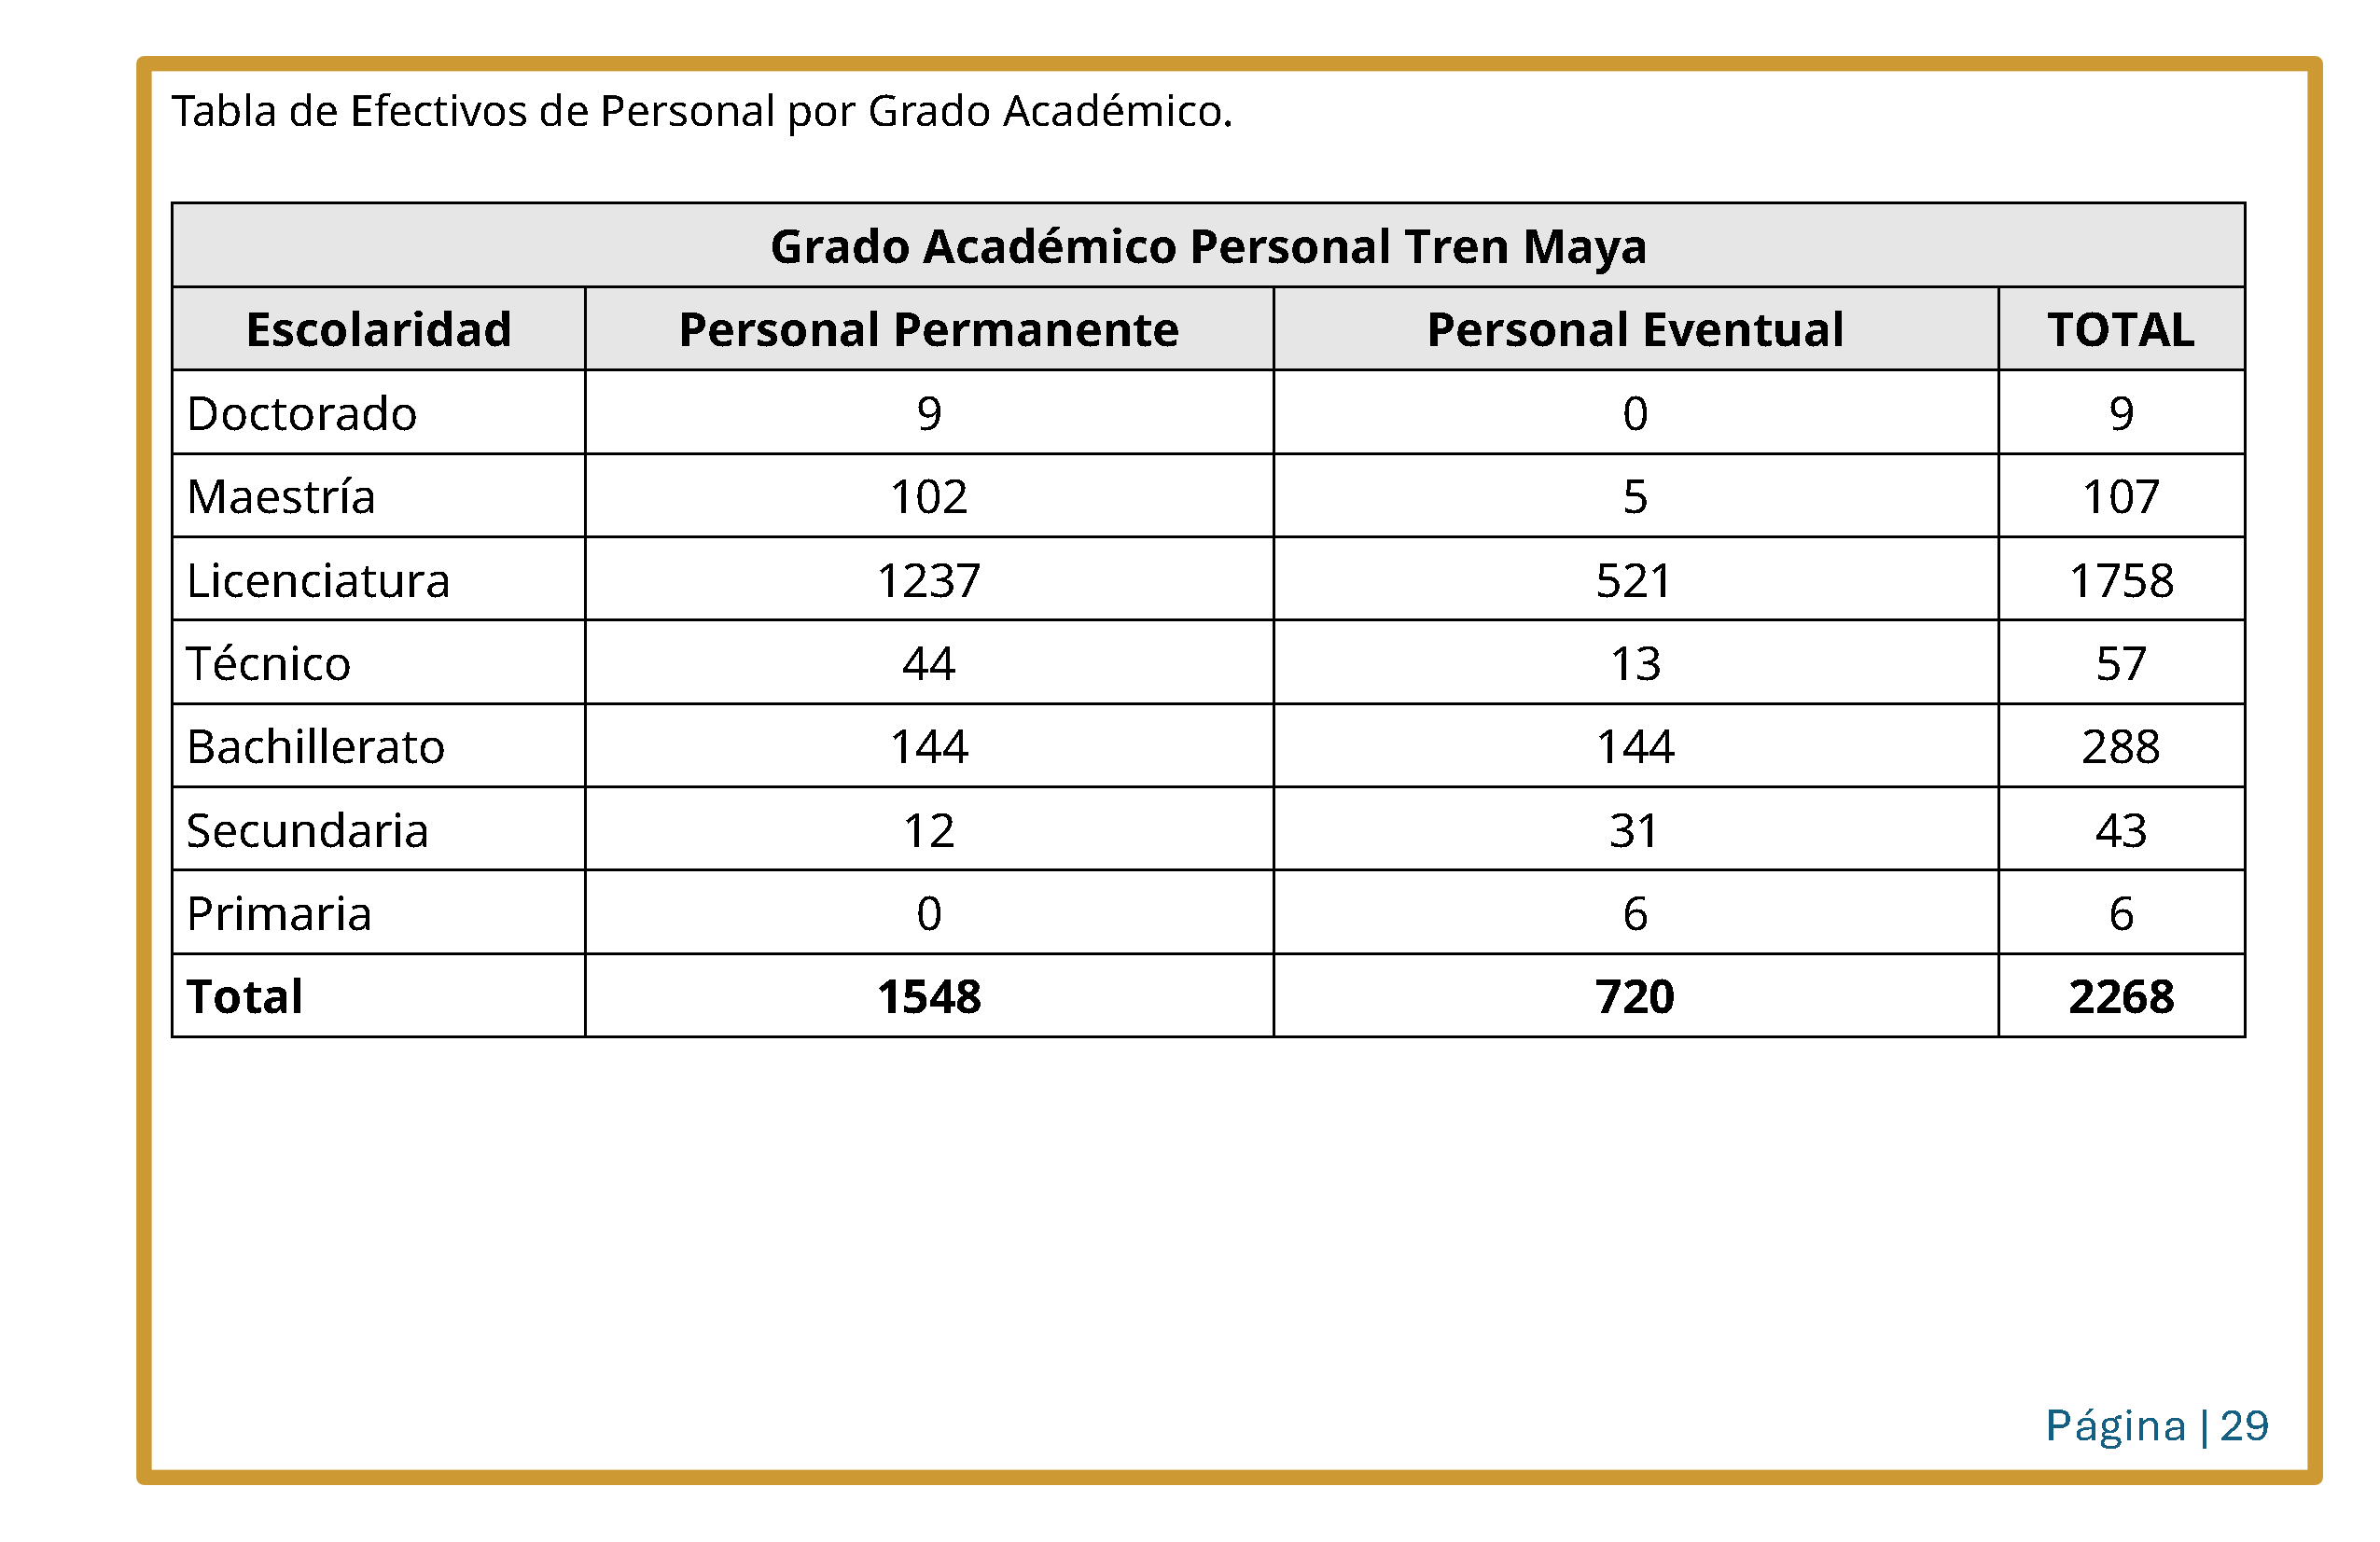 Tabla de Efectivos de Personal por Grado Académico.
Grado Académico Personal Tren Maya
Escolaridad Personal Permanente Personal Eventual TOTAL
Doctorado 9 0 9
Maestría 102 5 107
Licenciatura 1237 521 1758
Técnico 44 13 57
Bachillerato 144 144 288
Secundaria 12 31 43
Primaria 0 6 6
Total 1548 720 2268
Página | 29